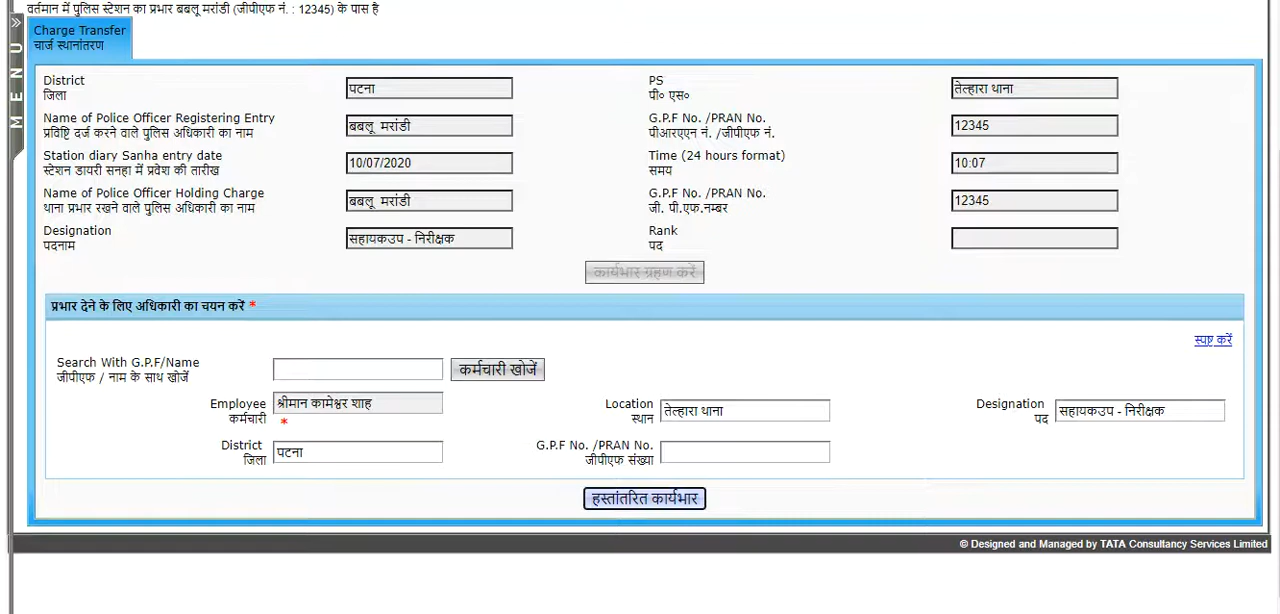 वर्तमान में पुलिस स्टेशन का प्रभार बबलू मरांडी (जीपीएफ नं. : 12345) के पास है
MENU
Charge Transfer
चार्ज स्थानांतरण
District पटना PS तेल्हारा थाना
जिला पी० एस०
Name of Police Officer Registering Entry बबलू मरांडी G.P.F No. /PRAN No. 12345
प्रविष्टि दर्ज करने वाले पुलिस अधिकारी का नाम पीआरएएन नं. /जीपीएफ नं.
Station diary Sanha entry date 10/07/2020 Time (24 hours format) 10:07
स्टेशन डायरी सनहा में प्रवेश की तारीख समय
Name of Police Officer Holding Charge बबलू मरांडी G.P.F No. /PRAN No. 12345
थाना प्रभार रखने वाले पुलिस अधिकारी का नाम जी. पी.एफ.नम्बर
Designation सहायकउप - निरीक्षक Rank
पदनाम पद
कार्यभार ग्रहण करें
प्रभार देने के लिए अधिकारी का चयन करें *
स्पष्ट करें
Search With G.P.F/Name कर्मचारी खोजें
जीपीएफ / नाम के साथ खोजें
Employee श्रीमान कामेश्वर शाह Location तेल्हारा थाना Designation सहायकउप - निरीक्षक
कर्मचारी * स्थान पद
District पटना G.P.F No. /PRAN No.
जिला जीपीएफ संख्या
हस्तांतरित कार्यभार
© Designed and Managed by TATA Consultancy Services Limited